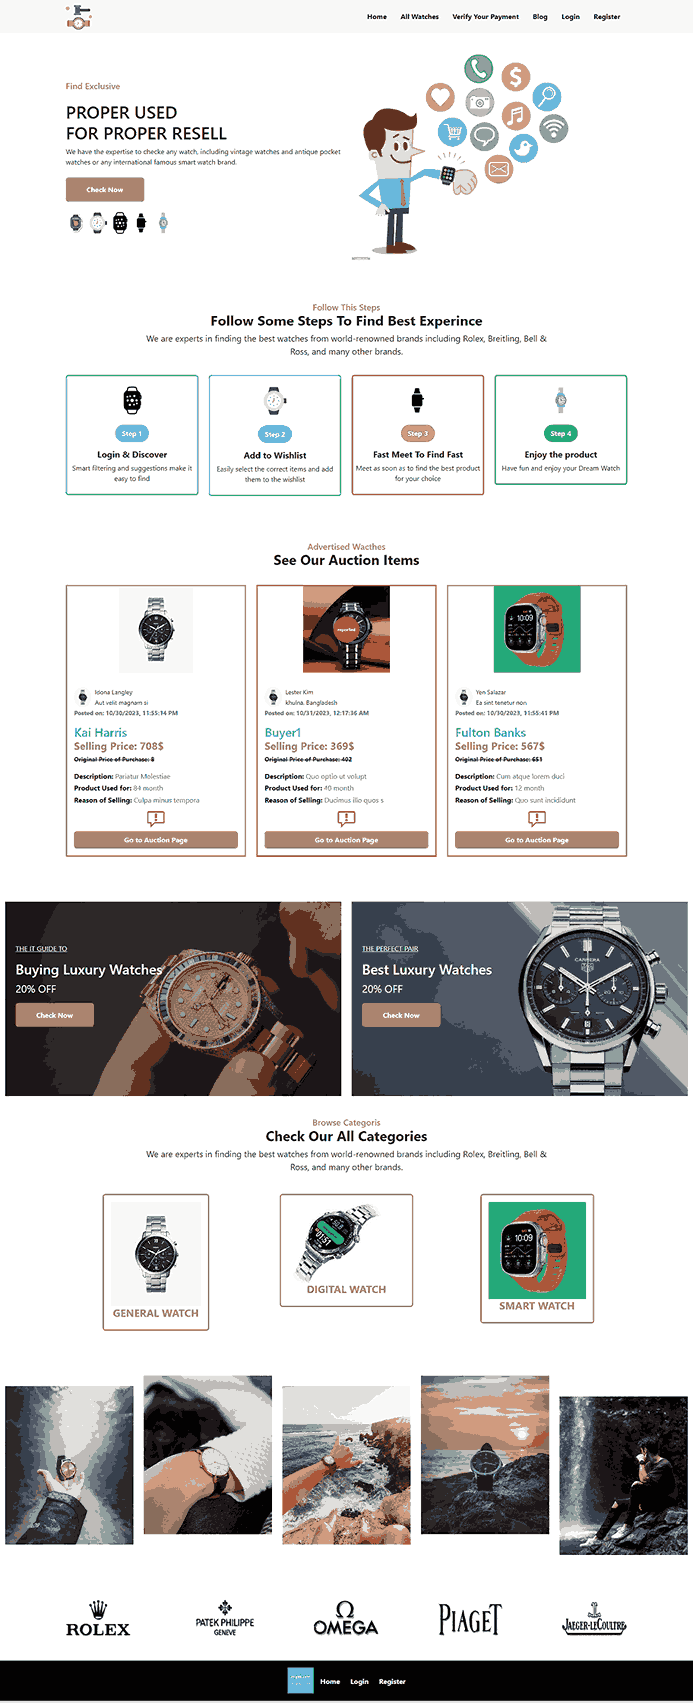 Home All Watches Verify Your Payment Blog Login Register
Find Exclusive
PROPER USED
FOR PROPER RESELL
We have the expertise to checke any watch, including vintage watches and antique pocket
watches or any international famous smart watch brand.
Check Now
Follow This Steps
Follow Some Steps To Find Best Experince
We are experts in finding the best watches from world-renowned brands including Rolex, Breitling, Bell &
Ross, and many other brands.
Step 1
Login & Discover
Smart filtering and suggestions make it
easy to find
Step 2
Add to Wishlist
Easily select the correct items and add
them to the wishlist
Step 3
Fast Meet To Find Fast
Meet as soon as to find the best product
for your choice
Step 4
Enjoy the product
Have fun and enjoy your Dream Watch
Advertised Wacthes
See Our Auction Items
Idona Langley
Aut velit magnam si
Posted on: 10/30/2023, 11:55:14 PM
Kai Harris
Selling Price: 708$
Original Price of Purchase: 8
Description: Pariatur Molestiae
Product Used for: 84 month
Reason of Selling: Culpa minus tempora
Go to Auction Page
Lester Kim
khulna, Bangladesh
Posted on: 10/31/2023, 12:17:36 AM
Buyer1
Selling Price: 369$
Original Price of Purchase: 402
Description: Quo optio ut volupt
Product Used for: 40 month
Reason of Selling: Ducimus illo quos s
Go to Auction Page
10:09
Yen Salazar
Ea sint tenetur non
Posted on: 10/30/2023, 11:55:41 PM
Fulton Banks
Selling Price: 567$
Original Price of Purchase: 651
Description: Cum atque lorem duci
Product Used for: 12 month
Reason of Selling: Quo sunt incididunt
Go to Auction Page
THE IT GUIDE TO
Buying Luxury Watches
20% OFF
Check Now
THE PERFECT PAIR
Best Luxury Watches
20% OFF
Check Now
CARRERA
Browse Categoris
Check Our All Categories
We are experts in finding the best watches from world-renowned brands including Rolex, Breitling, Bell &
Ross, and many other brands.
GENERAL WATCH
DIGITAL WATCH
10:09
SMART WATCH
ROLEX
PATEK PHILIPPE
GENEVE
OMEGA
PIAGET
JAEGER-LECOULTRE
Home Login Register